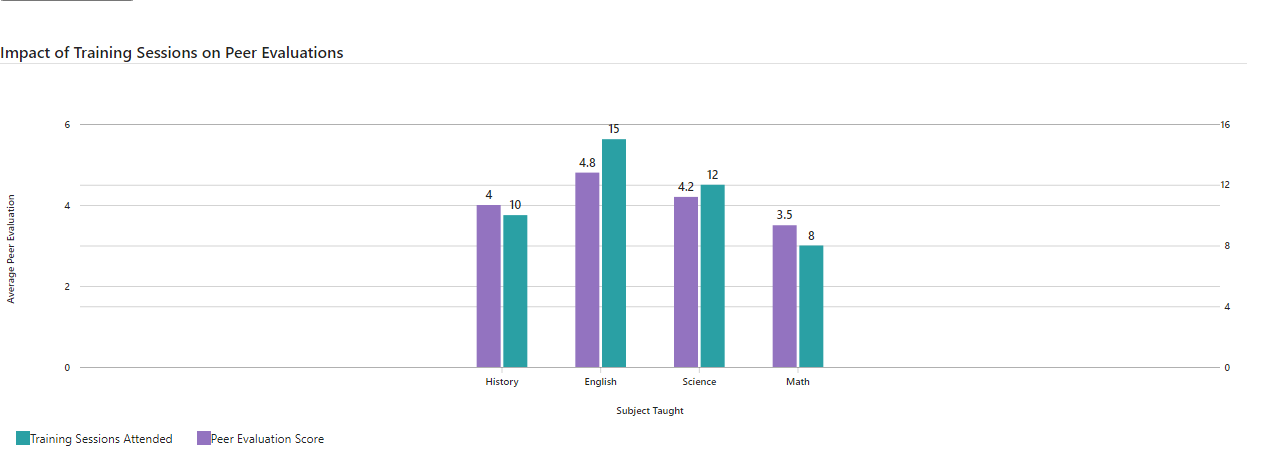 Impact of Training Sessions on Peer Evaluations
6
4
2
0
Average Peer Evaluation
16
12
8
4
0
4
10
4.8
15
4.2
12
3.5
8
History
English
Science
Math
Subject Taught
Training Sessions Attended
Peer Evaluation Score